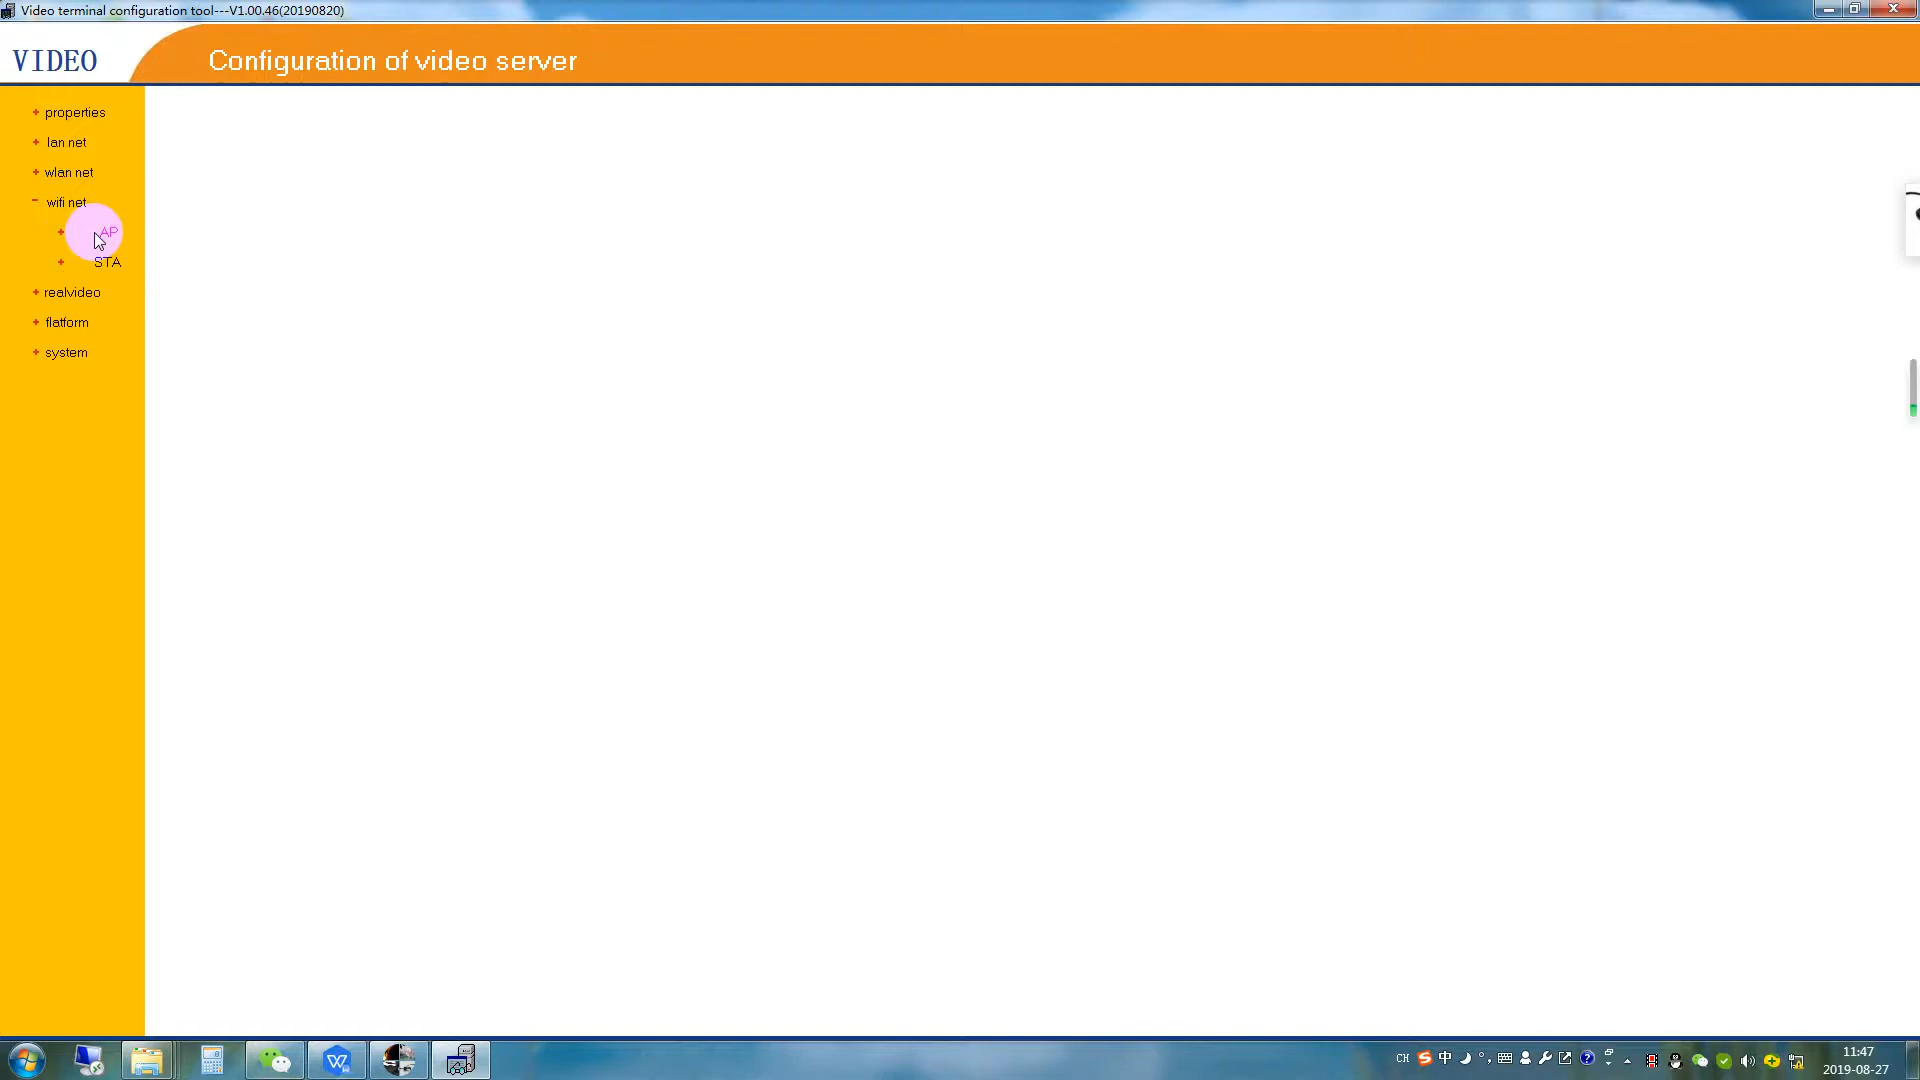 Video terminal configuration tool---V1.00.46(20190820)
VIDEO
Configuration of video server
properties
lan net
wlan net
wifi net
AP
STA
realvideo
flatform
system
CH
中
11:47
2019-08-27